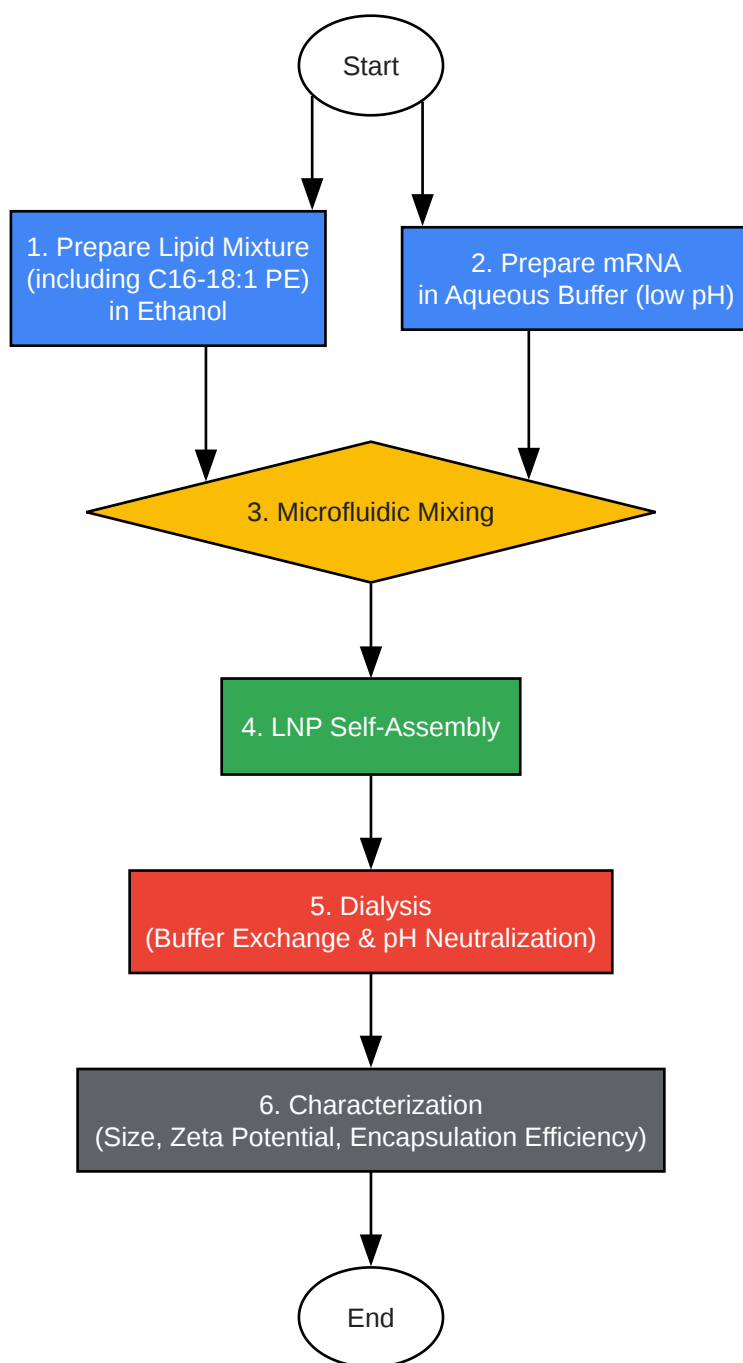 Start
1. Prepare Lipid Mixture
(including C16-18:1 PE)
in Ethanol
2. Prepare mRNA
in Aqueous Buffer (low pH)
3. Microfluidic Mixing
4. LNP Self-Assembly
5. Dialysis
(Buffer Exchange & pH Neutralization)
6. Characterization
(Size, Zeta Potential, Encapsulation Efficiency)
End